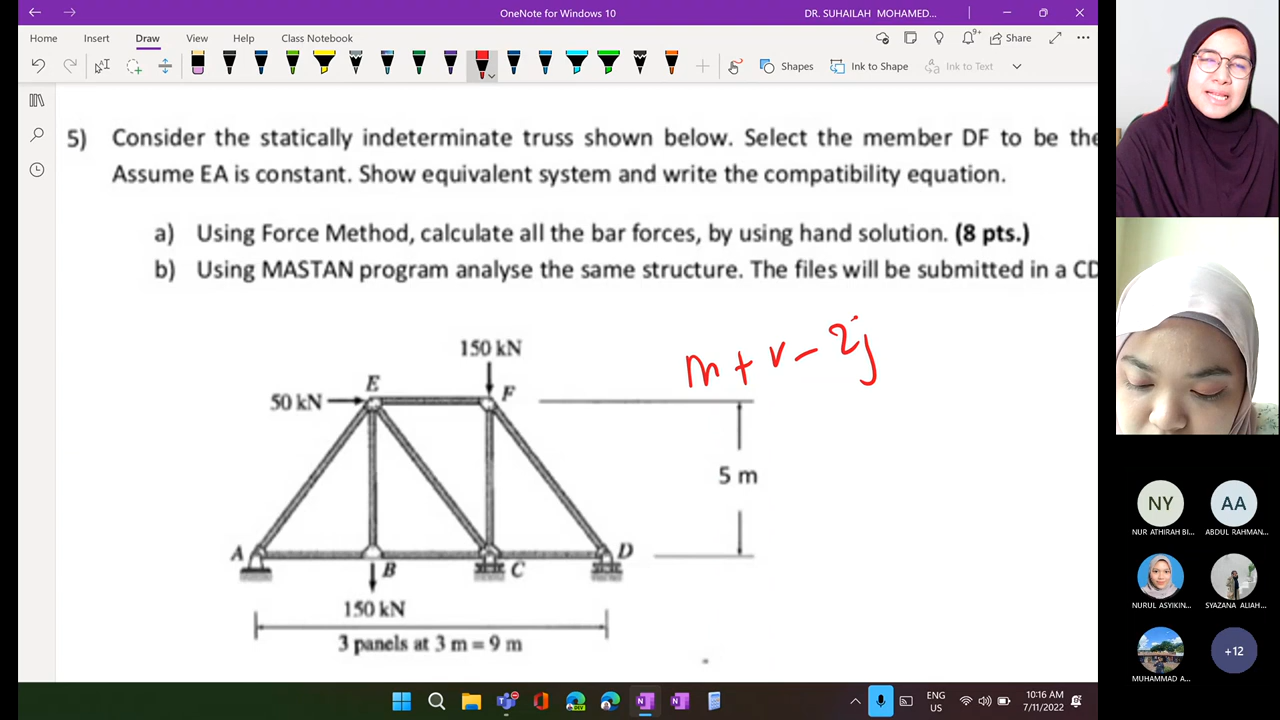 OneNote for Windows 10
DR. SUHAILAH MOHAMED...
Home Insert Draw View Help Class Notebook
Share
Shapes Ink to Shape Ink to Text
5) Consider the statically indeterminate truss shown below. Select the member DF to be the
Assume EA is constant. Show equivalent system and write the compatibility equation.
a) Using Force Method, calculate all the bar forces, by using hand solution. (8 pts.)
b) Using MASTAN program analyse the same structure. The files will be submitted in a CD
m + r - 2j
150 kN
E
F
50 kN
5 m
A
B
C
D
150 kN
3 panels at 3 m = 9 m
NY
NUR ATHIRAH BI...
AA
ABDUL RAHMAN...
NURUL ASYIKIN...
SYAZANA ALIAH...
MUHAMMAD A...
+12
ENG
US
10:16 AM
7/11/2022